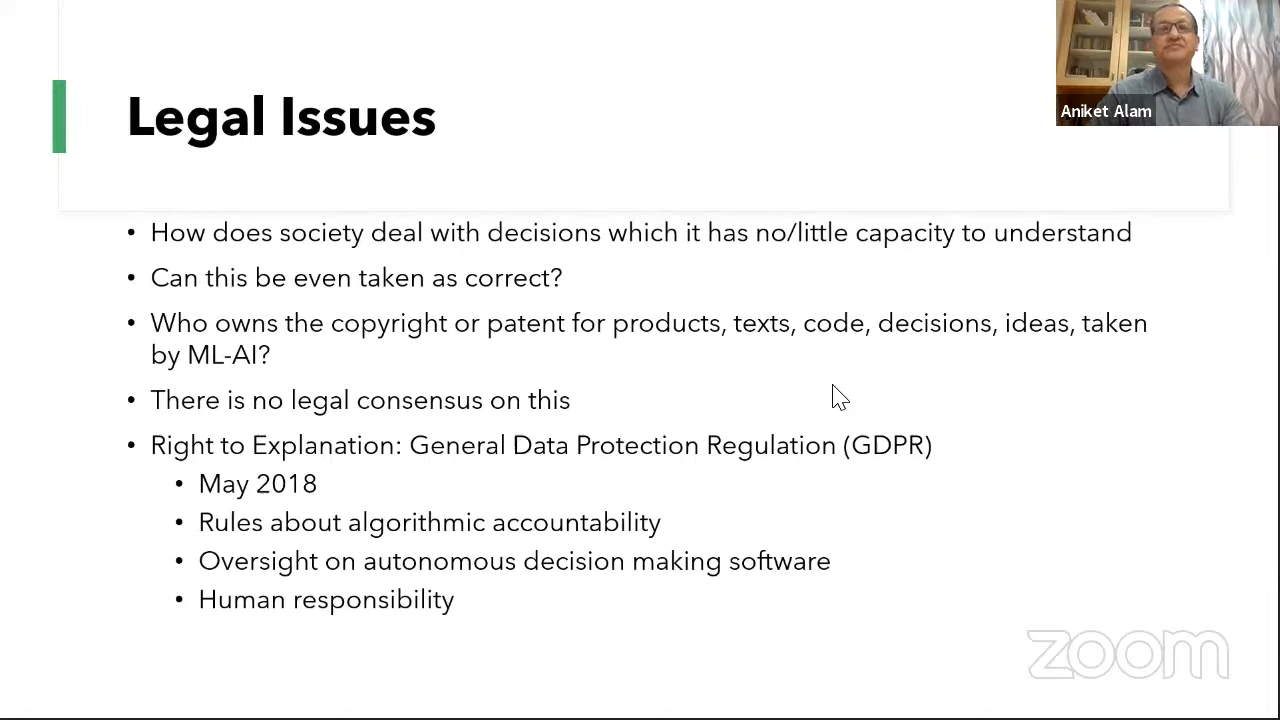 Legal Issues
Aniket Alam
• How does society deal with decisions which it has no/little capacity to understand
• Can this be even taken as correct?
• Who owns the copyright or patent for products, texts, code, decisions, ideas, taken
by ML-AI?
• There is no legal consensus on this
• Right to Explanation: General Data Protection Regulation (GDPR)
• May 2018
• Rules about algorithmic accountability
• Oversight on autonomous decision making software
• Human responsibility
zoom